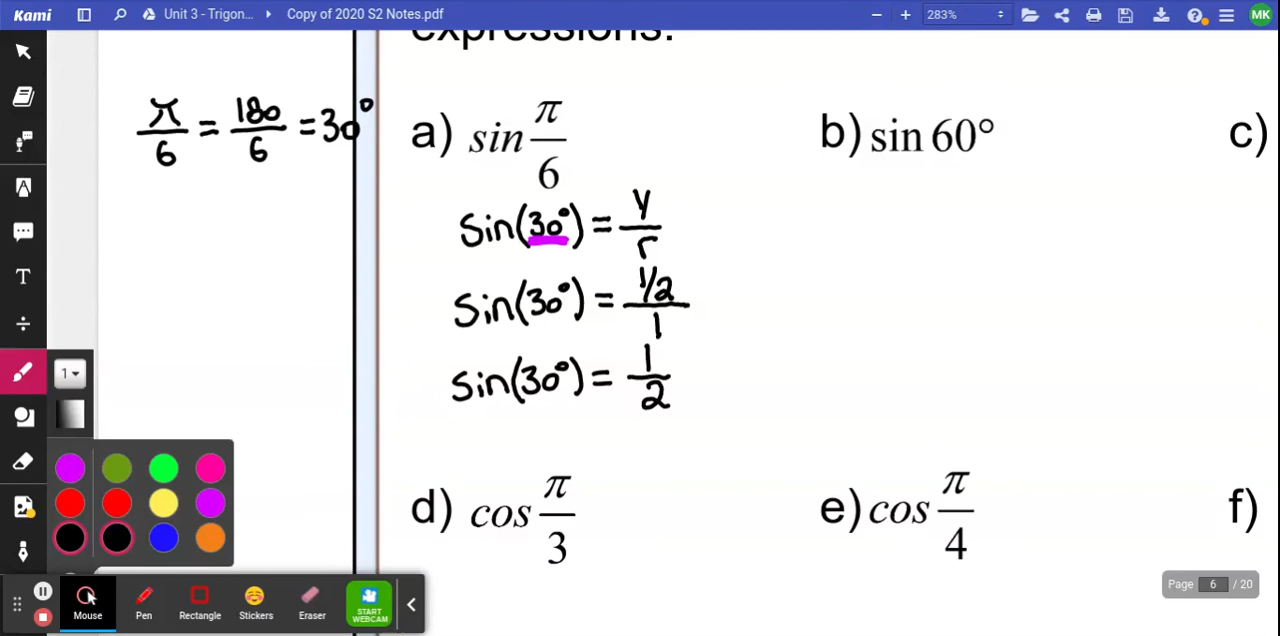 Kami Unit 3 - Trigon... Copy of 2020 S2 Notes.pdf 283% MK
expressions:
π/6 = 180/6 = 30°
a) sin π/6 b) sin 60° c)
Sin(30°) = y/r
Sin(30°) = 1/2/1
Sin(30°) = 1/2
d) cos π/3 e) cos π/4 f)
T
1
Page 6 / 20
Mouse Pen Rectangle Stickers Eraser START WEBCAM